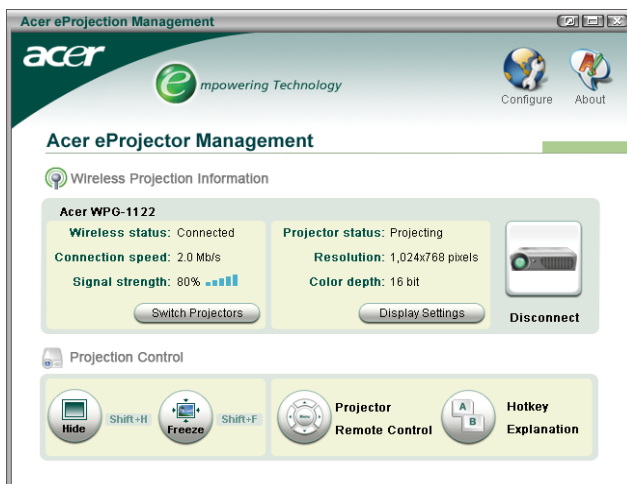 Acer eProjection Management
acer
e mpowering Technology
Configure
About
Acer eProjector Management
Wireless Projection Information
Acer WPG-1122
Wireless status: Connected
Connection speed: 2.0 Mb/s
Signal strength: 80%
Switch Projectors
Projector status: Projecting
Resolution: 1,024x768 pixels
Color depth: 16 bit
Display Settings
Disconnect
Projection Control
Hide
Shift+H
Freeze
Shift+F
Menu
Projector
Remote Control
A
B
Hotkey
Explanation